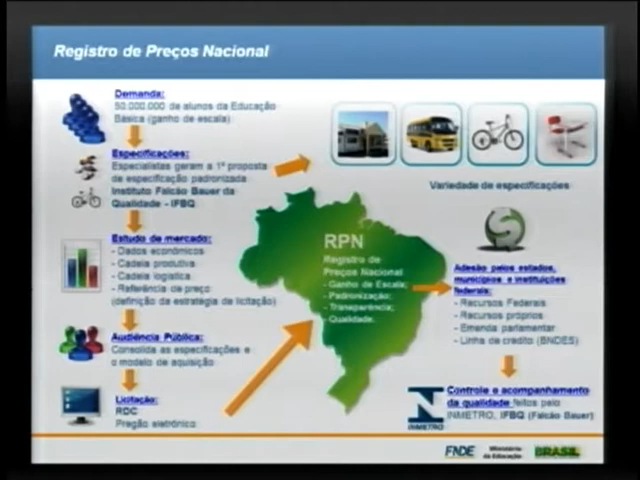 Registro de Preços Nacional
Demanda:
50.000.000 de alunos da Educação
Básica (ganho de escala)
Especificações:
Especialistas geram a 1ª proposta
de especificação padronizada
Instituto Falcão Bauer da
Qualidade - IFBQ
Estudo de mercado:
- Dados econômicos
- Cadeia produtiva
- Cadeia logística
- Referência de preço
(definição da estratégia de licitação)
Audiência Pública:
Consolida as especificações e
o modelo de aquisição
Licitação:
RDC
Pregão eletrônico
Variedade de especificações
RPN
Registro de
Preços Nacional
- Ganho de Escala;
- Padronização;
- Transparência;
- Qualidade.
Adesão pelos estados,
municípios e instituições
federais:
- Recursos Federais
- Recursos próprios
- Emenda parlamentar
- Linha de crédito (BNDES)
Controle e acompanhamento
da qualidade feitos pelo
INMETRO, IFBQ (Falcão Bauer)
INMETRO
FNDE
Ministério
da Educação
BRASIL